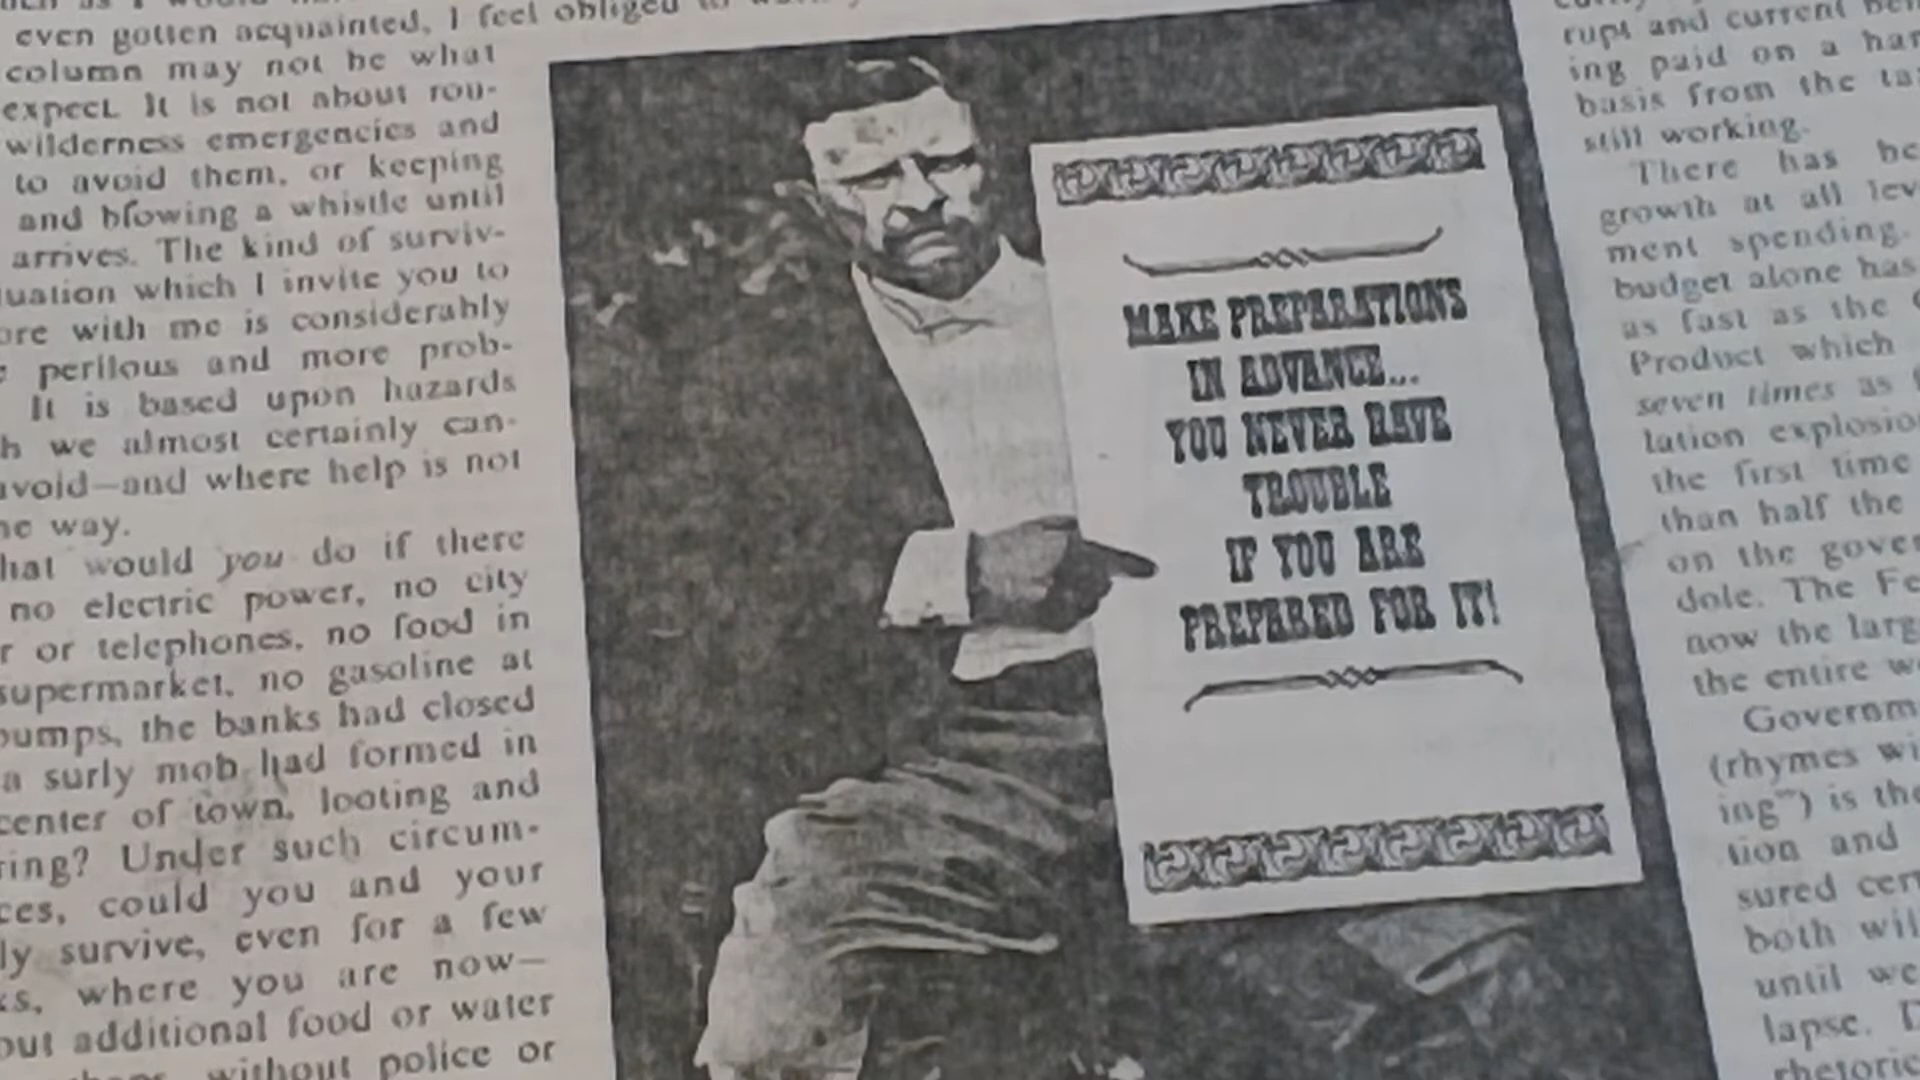 even gotten acquainted, I feel obliged to
column may not be what
expect. It is not about rou-
wilderness emergencies and
to avoid them, or keeping
and blowing a whistle until
arrives. The kind of surviv-
uation which I invite you to
ore with me is considerably
perilous and more prob-
It is based upon hazards
h we almost certainly can-
avoid—and where help is not
he way.
hat would you do if there
no electric power, no city
r or telephones, no food in
supermarket, no gasoline at
pumps, the banks had closed
a surly mob had formed in
center of town, looting and
ring? Under such circum-
ces, could you and your
ly survive, even for a few
ks, where you are now—
out additional food or water
without police or
MAKE PREPARATIONS
IN ADVANCE...
YOU NEVER HAVE
TROUBLE
IF YOU ARE
PREPARED FOR IT!
rupt and current
ing paid on a
basis from the
still working.
There has
growth at all
ment spending.
budget alone has
as fast as the
Product which
seven times as
lation
the first time
than half the
on the
dole. The
now the
the entire
(rhymes
ing") is
tion and
sured
both
until
lapse.